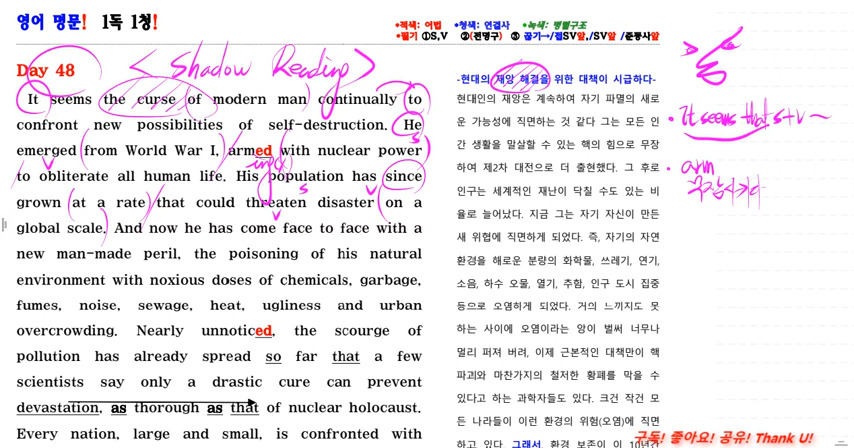 영어 명문! 1독 1청!
•적색: 어법 •청색: 연결사 •녹색: 병렬구조
•필기 ①S,V ②(전명구) ③ 끊기→/접SV앞,/SV앞 /준동사앞
Day 48
< Shadow Reading >
It seems the curse of modern man continually to
confront new possibilities of self-destruction. He
s
emerged from World War I, armed with nuclear power
to obliterate all human life. His population has since
s
grown at a rate that could threaten disaster on a
global scale. And now he has come face to face with a
new man-made peril, the poisoning of his natural
environment with noxious doses of chemicals, garbage,
fumes, noise, sewage, heat, ugliness and urban
overcrowding. Nearly unnoticed, the scourge of
pollution has already spread so far that a few
scientists say only a drastic cure can prevent
devastation, as thorough as that of nuclear holocaust.
Every nation, large and small, is confronted with
-현대의 재앙 해결을 위한 대책이 시급하다-
현대인의 재앙은 계속하여 자기 파멸의 새로
운 가능성에 직면하는 것 같다 그는 모든 인
간 생활을 말살할 수 있는 핵의 힘으로 무장
하여 제2차 대전으로 더 출현했다. 그 후로
인구는 세계적인 재난이 닥칠 수도 있는 비
율로 늘어났다. 지금 그는 자기 자신이 만든
새 위협에 직면하게 되었다. 즉, 자기의 자연
환경을 해로운 분량의 화학물, 쓰레기, 연기,
소음, 하수 오물, 열기, 추함, 인구 도시 집중
등으로 오염하게 되었다. 거의 느끼지도 못
하는 사이에 오염이라는 암이 벌써 너무나
멀리 퍼져 버려, 이제 근본적인 대책만이 핵
파괴와 마찬가지의 철저한 황폐를 막을 수
있다고 하는 과학자들도 있다. 크건 작건 모
든 나라들이 이런 환경의 위험(오염)에 직면
하고 있다. 그래서, 환경 보존이 이 10년간
• It seems that s+v ~
• arm
무장시키다
구독! 좋아요! 공유! Thank U!